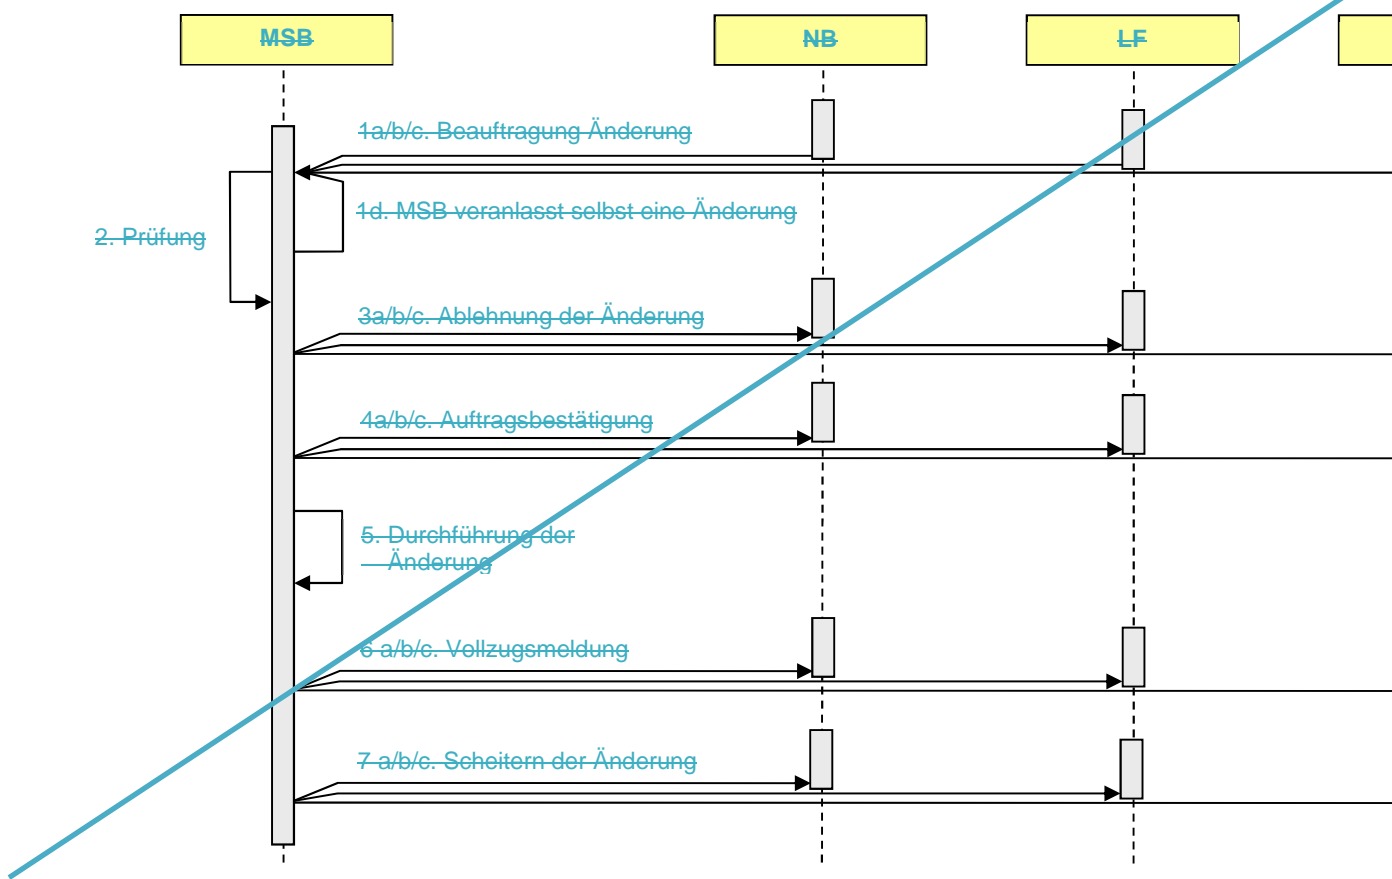 MSB
NB
LF
1a/b/c. Beauftragung Änderung
1d. MSB veranlasst selbst eine Änderung
2. Prüfung
3a/b/c. Ablehnung der Änderung
4a/b/c. Auftragsbestätigung
5. Durchführung der
Änderung
6 a/b/c. Vollzugsmeldung
7 a/b/c. Scheitern der Änderung